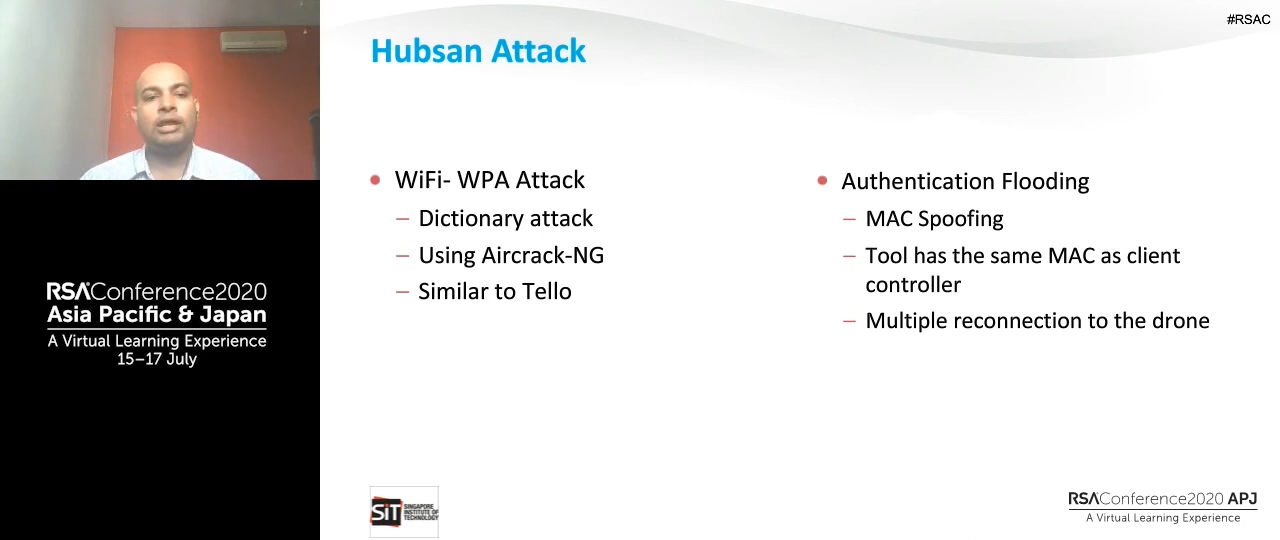 #RSAC
Hubsan Attack
WiFi- WPA Attack
– Dictionary attack
– Using Aircrack-NG
– Similar to Tello
Authentication Flooding
– MAC Spoofing
– Tool has the same MAC as client
controller
– Multiple reconnection to the drone
RSAConference2020
Asia Pacific & Japan
A Virtual Learning Experience
15–17 July
SiT SINGAPORE
INSTITUTE OF
TECHNOLOGY
RSAConference2020 APJ
A Virtual Learning Experience